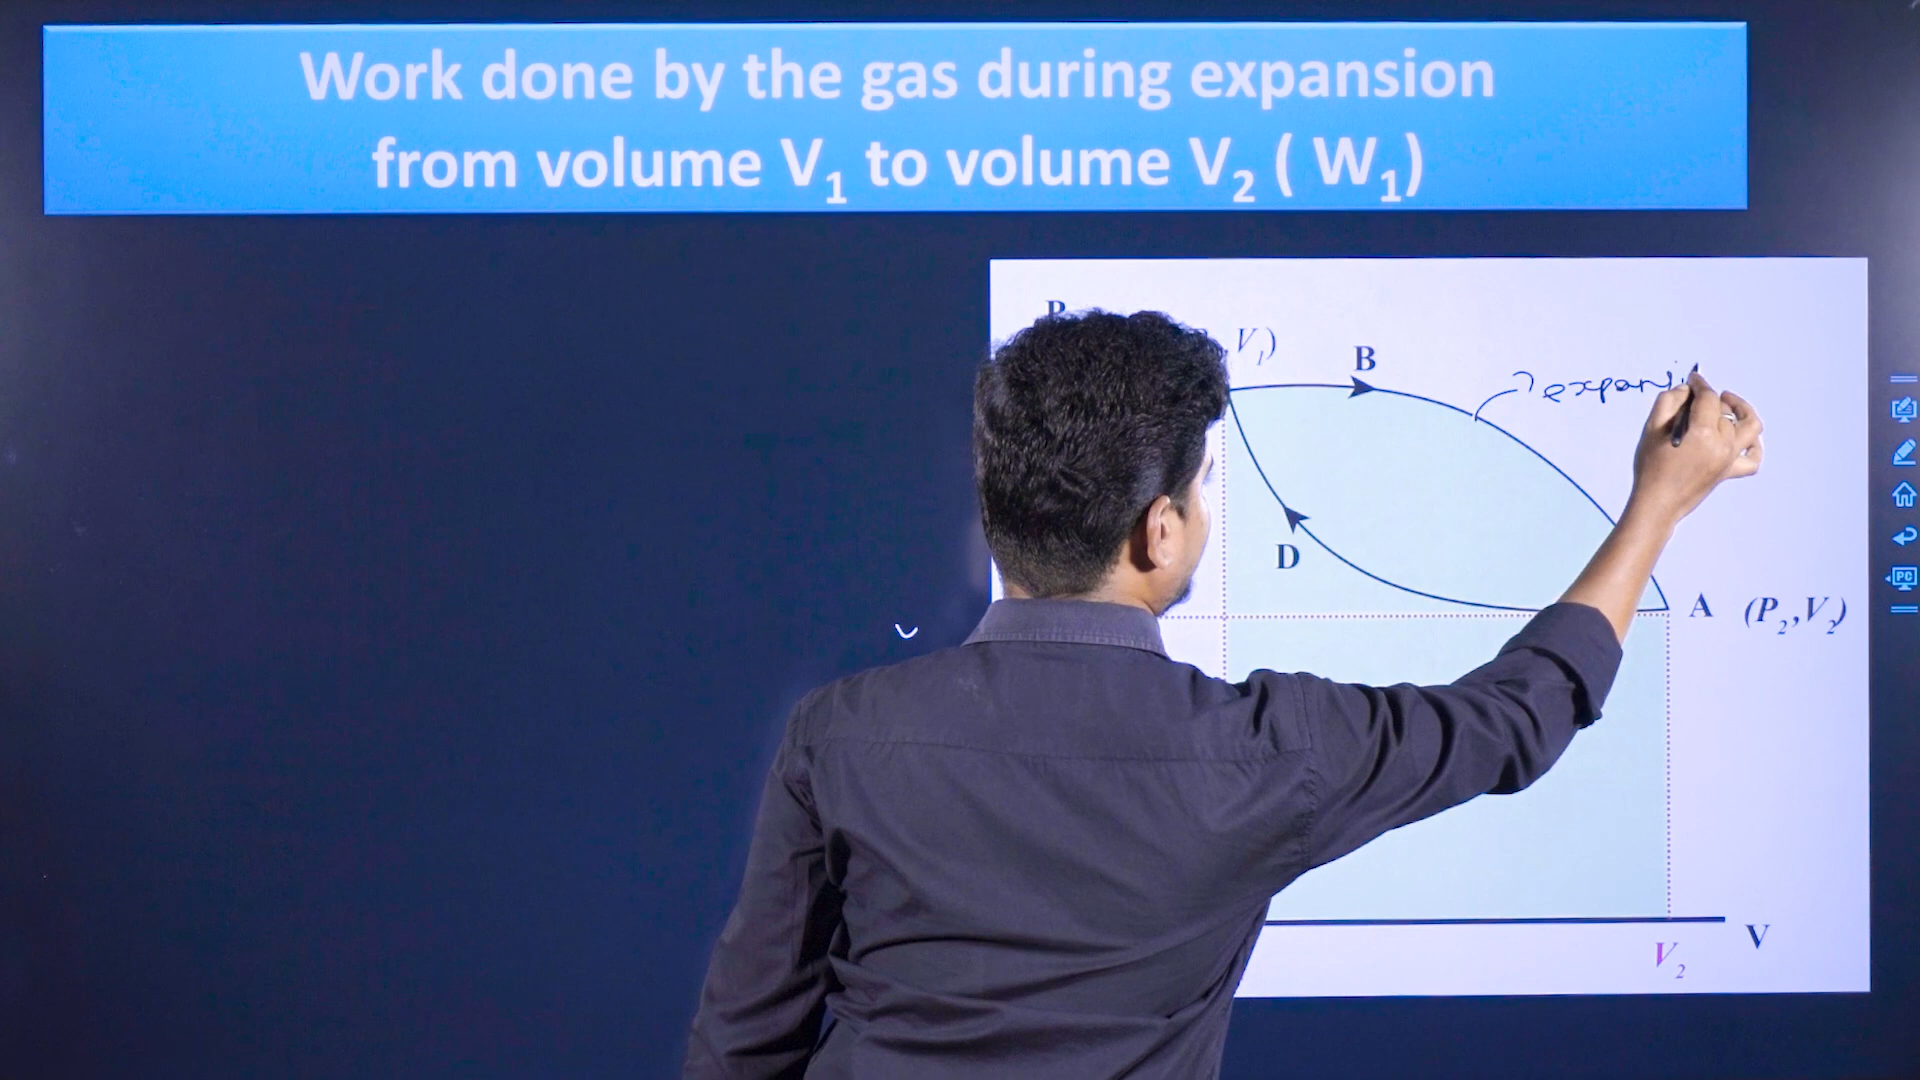 Work done by the gas during expansion
from volume V₁ to volume V₂ ( W₁)
P
, V₁)
B
expansi
D
A (P₂,V₂)
V
V₂
PC